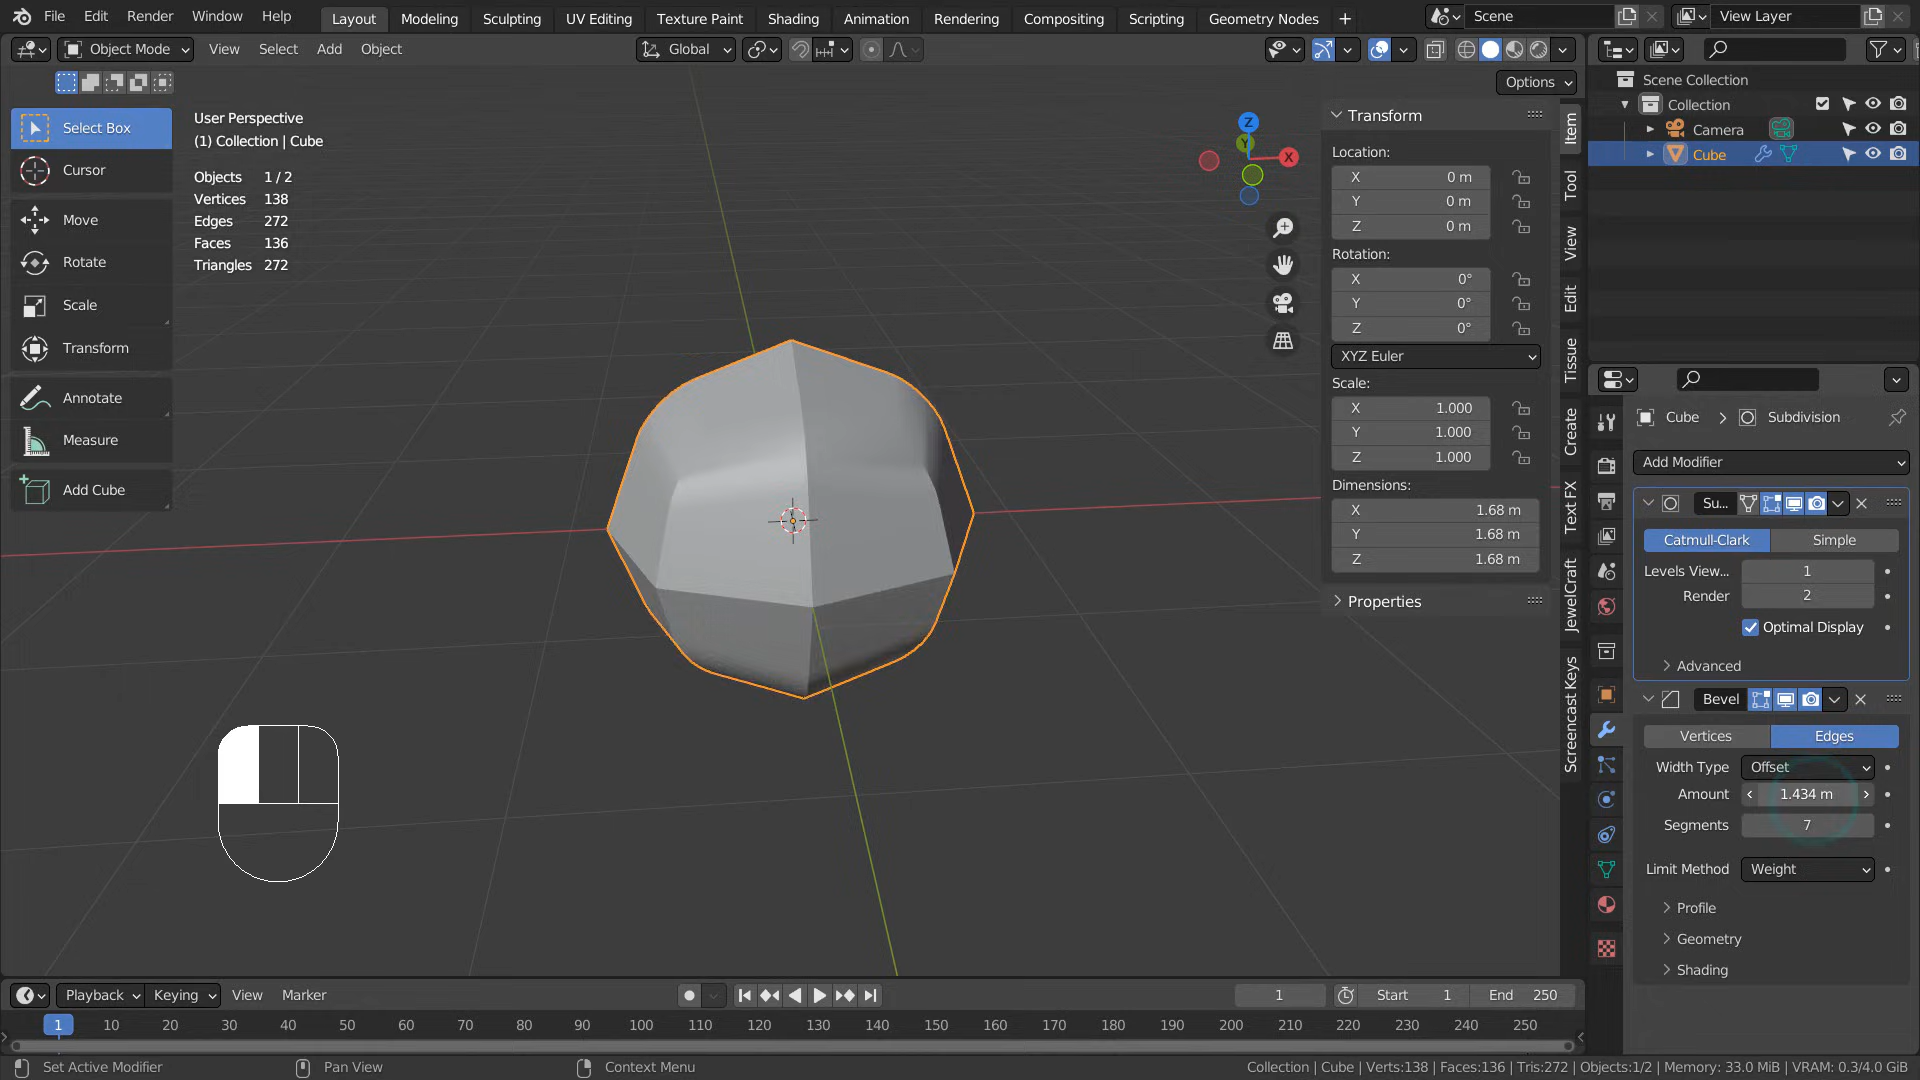 File Edit Render Window Help
Layout Modeling Sculpting UV Editing Texture Paint Shading Animation Rendering Compositing Scripting Geometry Nodes +
Scene
View Layer
Object Mode View Select Add Object
Global
Options
Select Box
Cursor
Move
Rotate
Scale
Transform
Annotate
Measure
Add Cube
User Perspective
(1) Collection | Cube
Objects 1 / 2
Vertices 138
Edges 272
Faces 136
Triangles 272
Z
Y
X
Transform
Location:
X 0 m
Y 0 m
Z 0 m
Rotation:
X 0°
Y 0°
Z 0°
XYZ Euler
Scale:
X 1.000
Y 1.000
Z 1.000
Dimensions:
X 1.68 m
Y 1.68 m
Z 1.68 m
Properties
Item
Tool
View
Edit
Tissue
Create
Text FX
JewelCraft
Screencast Keys
Scene Collection
Collection
Camera
Cube
Cube > Subdivision
Add Modifier
Su...
Catmull-Clark Simple
Levels View... 1
Render 2
Optimal Display
Advanced
Bevel
Vertices Edges
Width Type Offset
Amount 1.434 m
Segments 7
Limit Method Weight
Profile
Geometry
Shading
Playback Keying View Marker
1 Start 1 End 250
1 10 20 30 40 50 60 70 80 90 100 110 120 130 140 150 160 170 180 190 200 210 220 230 240 250
Set Active Modifier Pan View Context Menu
Collection | Cube | Verts:138 | Faces:136 | Tris:272 | Objects:1/2 | Memory: 33.0 MiB | VRAM: 0.3/4.0 GiB